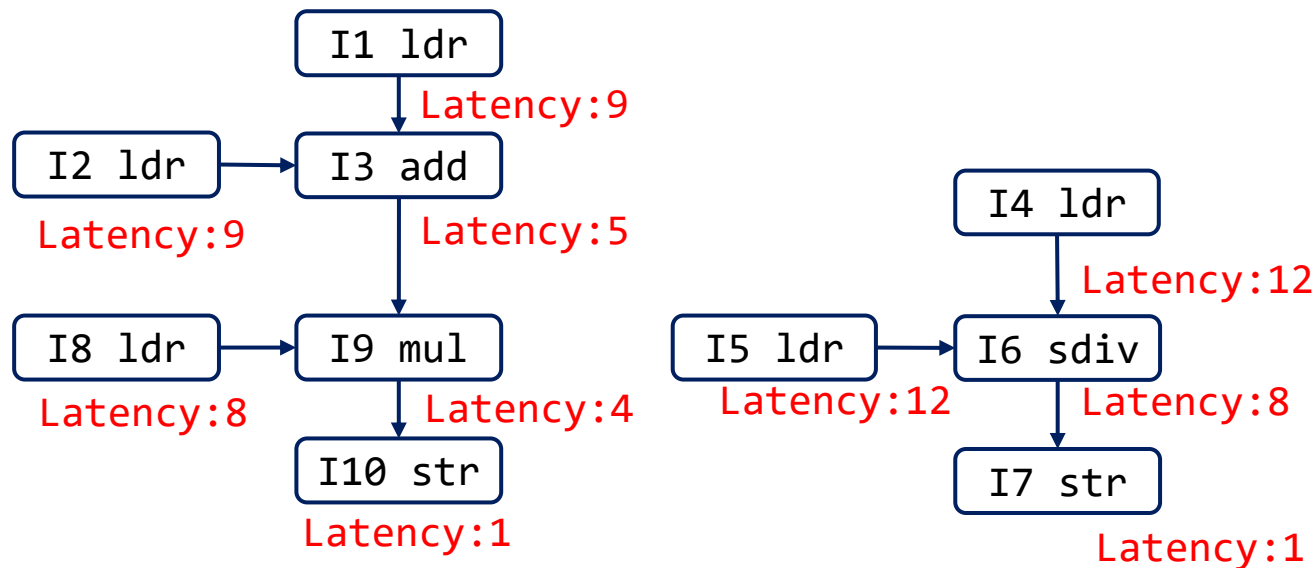 I1 ldr
Latency:9
I2 ldr
I3 add
Latency:9
Latency:5
I8 ldr
I9 mul
Latency:8
Latency:4
I10 str
Latency:1
I4 ldr
Latency:12
I5 ldr
I6 sdiv
Latency:12
Latency:8
I7 str
Latency:1